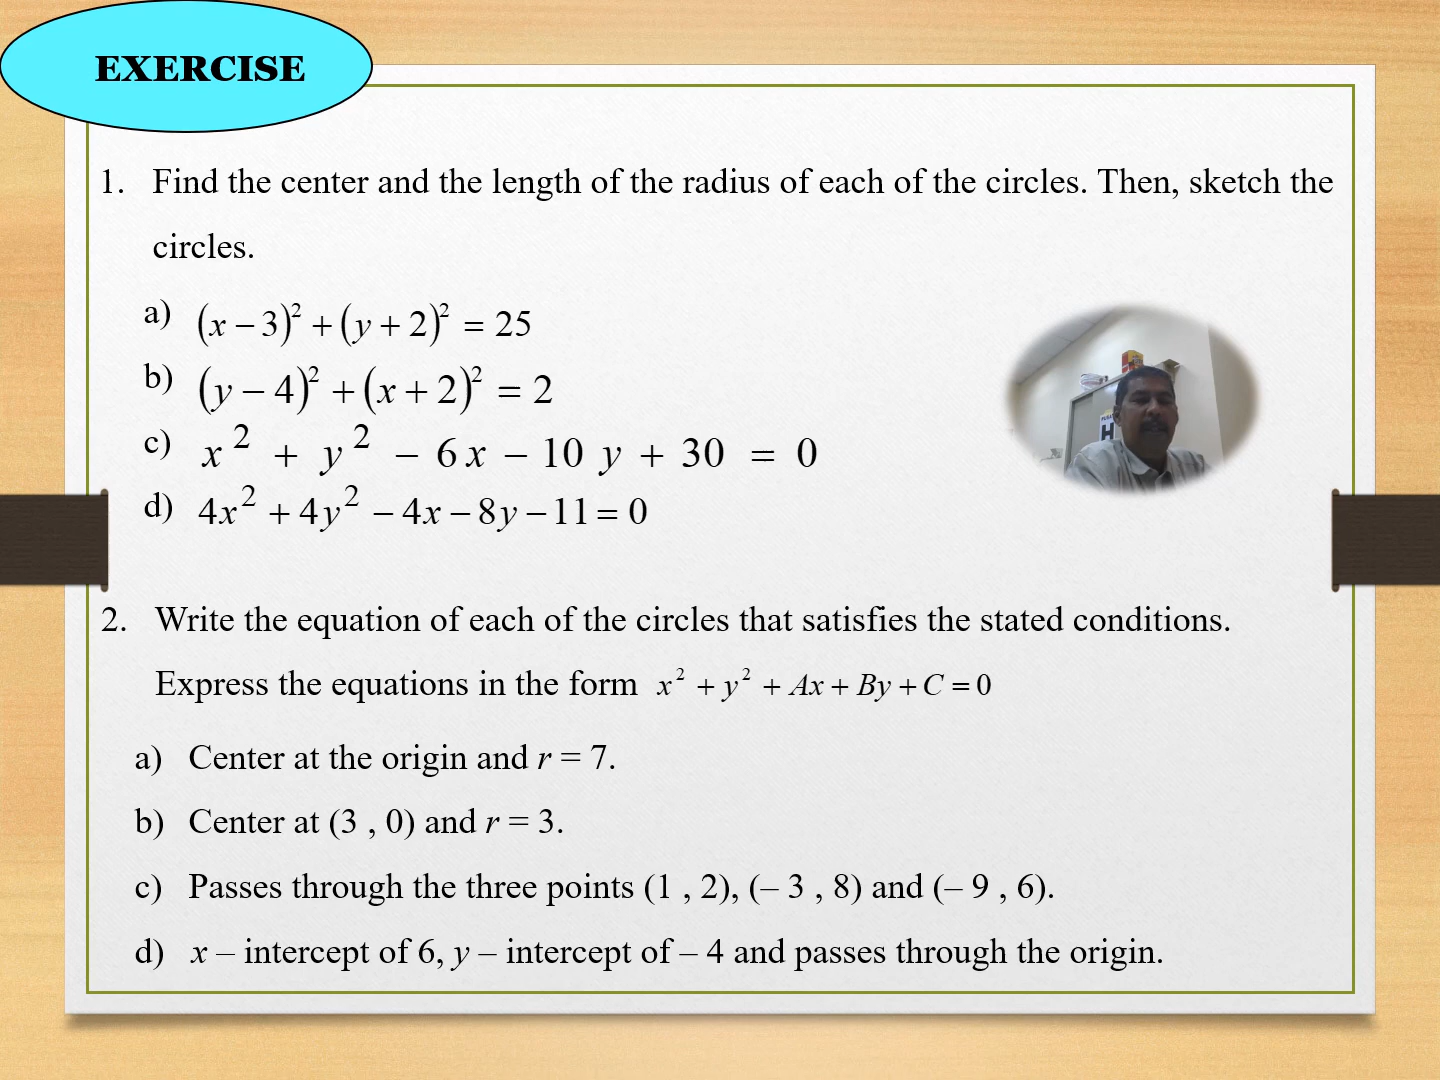 EXERCISE
1. Find the center and the length of the radius of each of the circles. Then, sketch the
circles.
a) (x − 3)² + (y + 2)² = 25
b) (y − 4)² + (x + 2)² = 2
c) x² + y² − 6x − 10y + 30 = 0
d) 4x² + 4y² − 4x − 8y − 11 = 0
2. Write the equation of each of the circles that satisfies the stated conditions.
Express the equations in the form x² + y² + Ax + By + C = 0
a) Center at the origin and r = 7.
b) Center at (3 , 0) and r = 3.
c) Passes through the three points (1 , 2), (– 3 , 8) and (– 9 , 6).
d) x – intercept of 6, y – intercept of – 4 and passes through the origin.